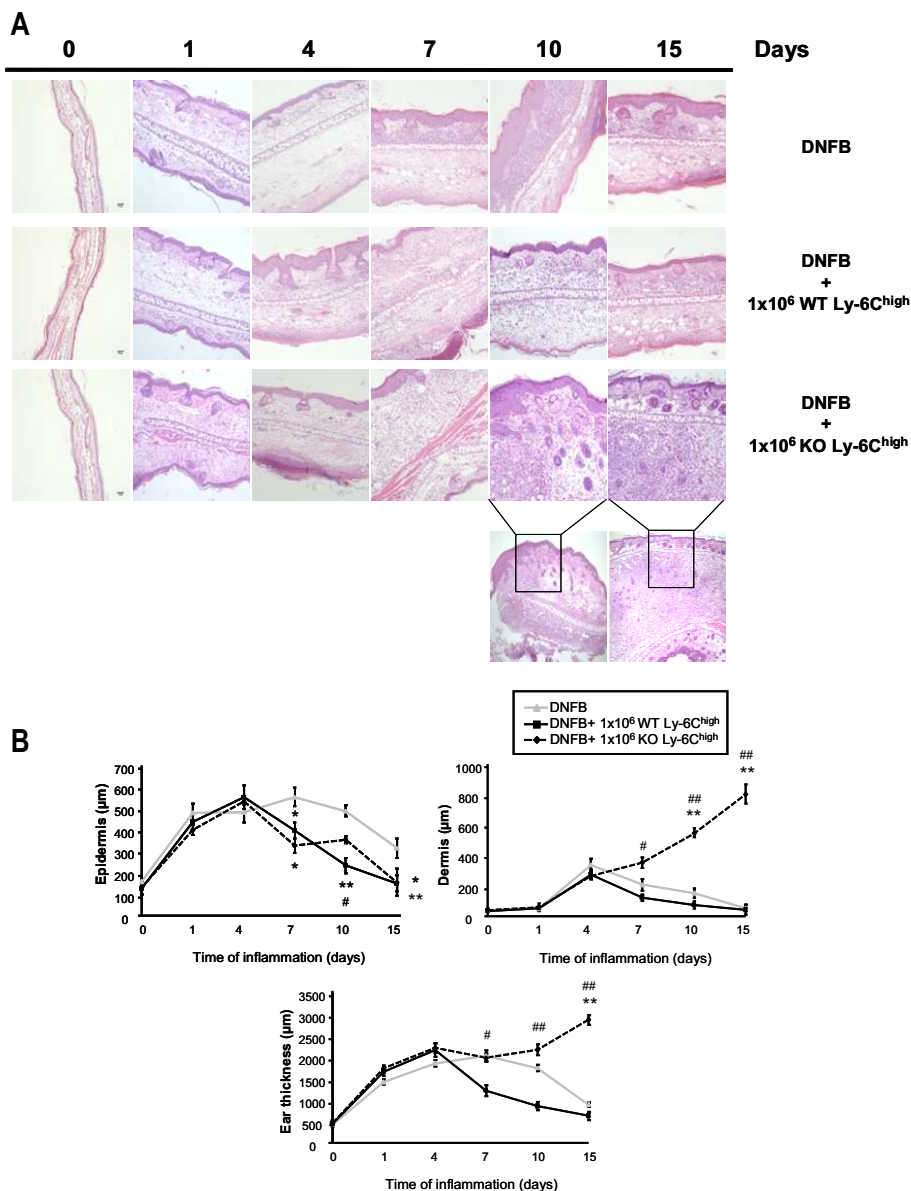 A
0 1 4 7 10 15 Days
DNFB
DNFB
+
1x10⁶ WT Ly-6Cʰⁱᵍʰ
DNFB
+
1x10⁶ KO Ly-6Cʰⁱᵍʰ
B
DNFB
DNFB+ 1x10⁶ WT Ly-6Cʰⁱᵍʰ
DNFB+ 1x10⁶ KO Ly-6Cʰⁱᵍʰ
Epidermis (µm)
700
600
500
400
300
200
100
0
*
*
**
#
*
**
0 1 4 7 10 15
Time of inflammation (days)
Dermis (µm)
1000
800
600
400
200
0
#
##
**
##
**
0 1 4 7 10 15
Time of inflammation (days)
Ear thickness (µm)
3500
3000
2500
2000
1500
1000
500
0
#
##
##
**
0 1 4 7 10 15
Time of inflammation (days)